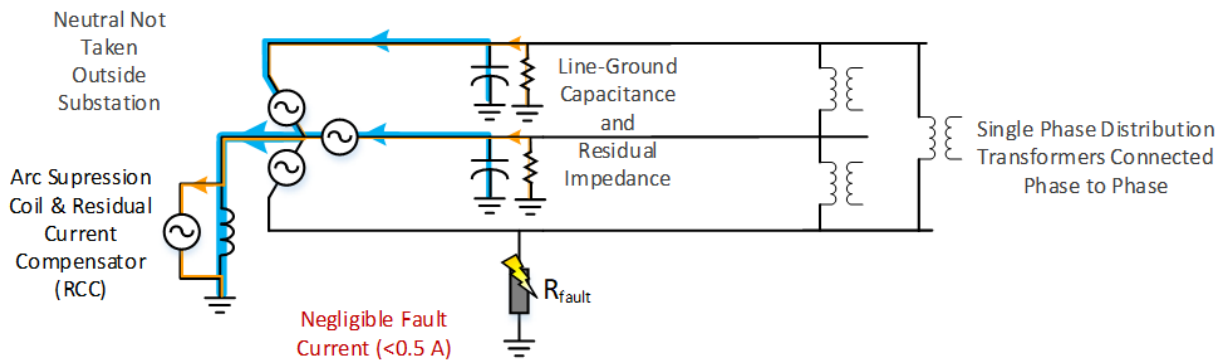 Neutral Not
Taken
Outside
Substation
Arc Supression
Coil & Residual
Current
Compensator
(RCC)
Line-Ground
Capacitance
and
Residual
Impedance
Single Phase Distribution
Transformers Connected
Phase to Phase
Rfault
Negligible Fault
Current (<0.5 A)